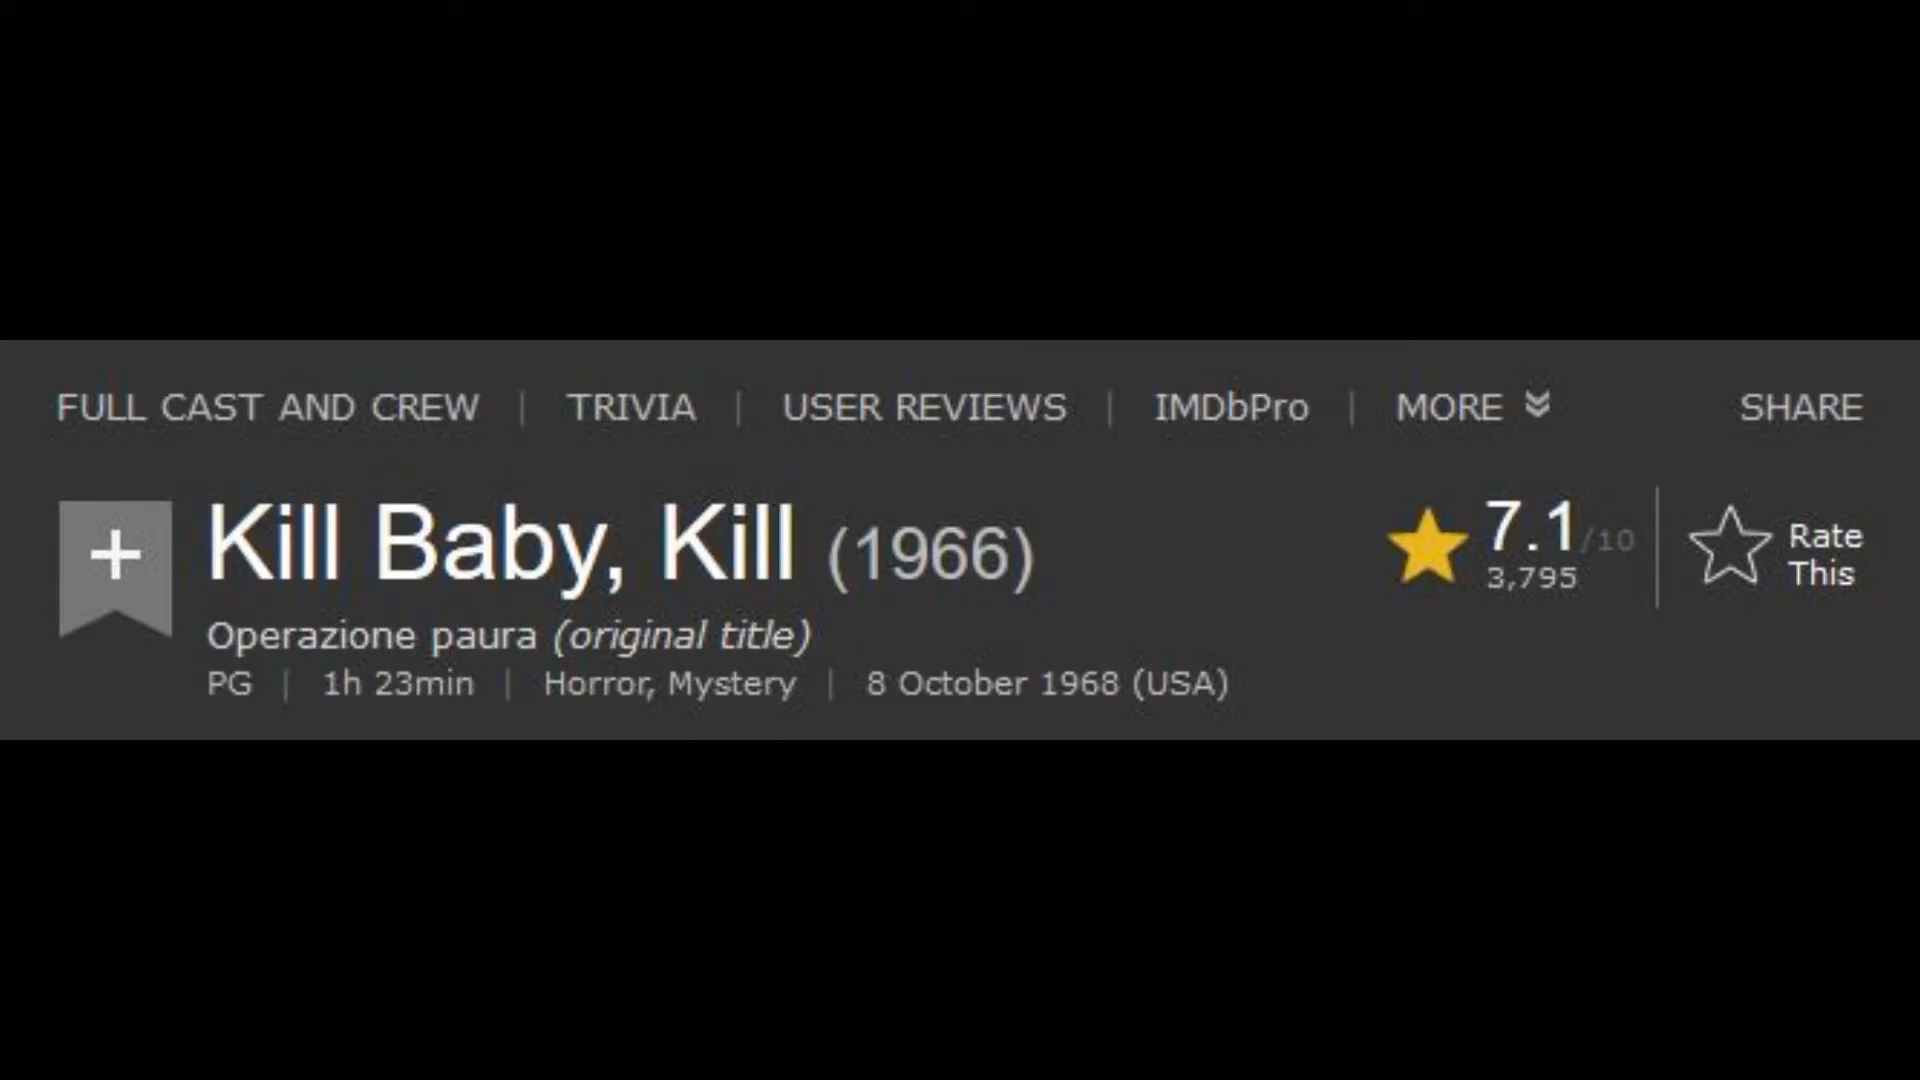 FULL CAST AND CREW | TRIVIA | USER REVIEWS | IMDbPro | MORE SHARE
Kill Baby, Kill (1966)
7.1/10
3,795
Rate
This
Operazione paura (original title)
PG | 1h 23min | Horror, Mystery | 8 October 1968 (USA)